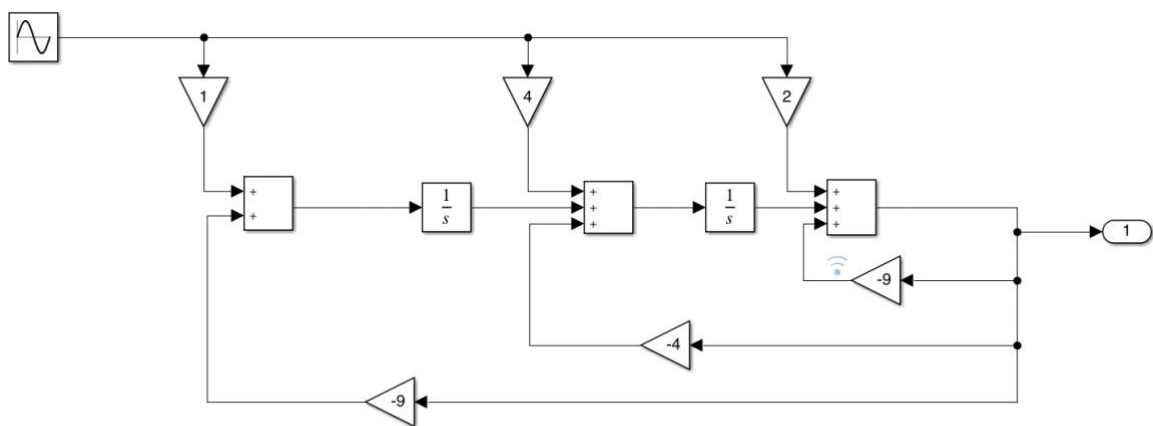 1 4 2
+ 1 + 1 +
+ s + s +
+ +
1
-9
-4
-9